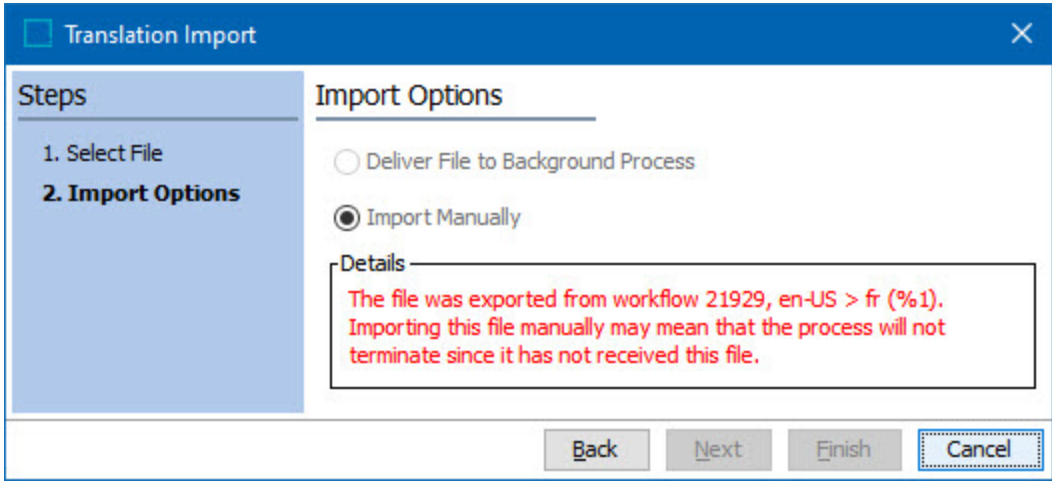 Translation Import
Steps
1. Select File
2. Import Options
Import Options
Deliver File to Background Process
Import Manually
Details
The file was exported from workflow 21929, en-US > fr (%1).
Importing this file manually may mean that the process will not
terminate since it has not received this file.
Back
Next
Finish
Cancel